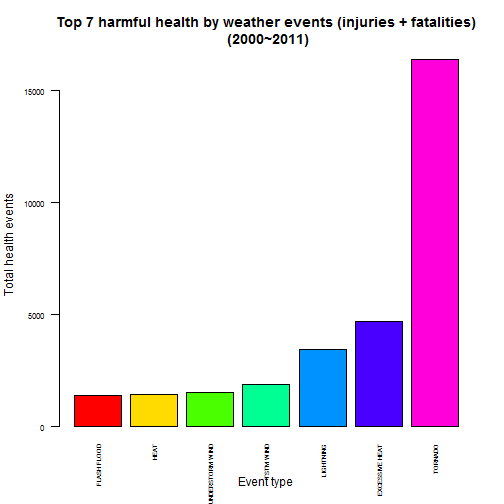 Top 7 harmful health by weather events (injuries + fatalities)
(2000~2011)
Total health events
15000
10000
5000
0
FLASH FLOOD
HEAT
UNDERSTORM WIND
TSTM WIND
LIGHTNING
EXCESSIVE HEAT
TORNADO
Event type